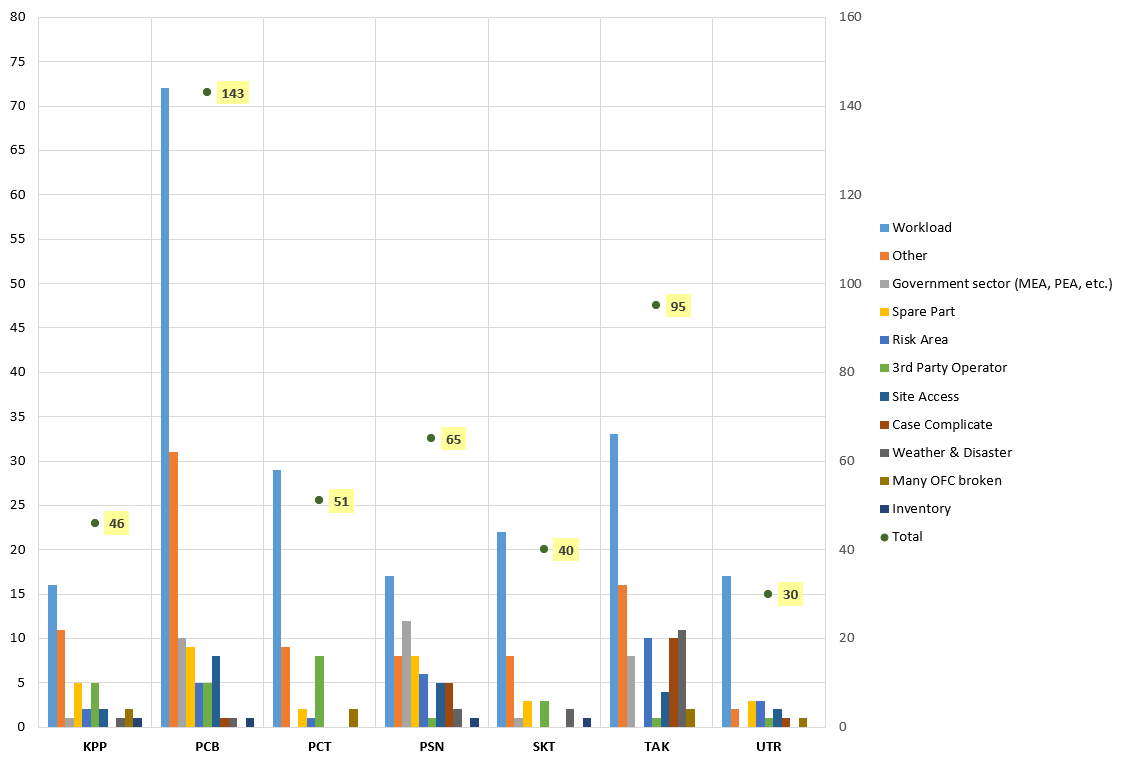 80
75
70
65
60
55
50
45
40
35
30
25
20
15
10
5
0
160
140
120
100
80
60
40
20
0
46
143
51
65
40
95
30
KPP
PCB
PCT
PSN
SKT
TAK
UTR
Workload
Other
Government sector (MEA, PEA, etc.)
Spare Part
Risk Area
3rd Party Operator
Site Access
Case Complicate
Weather & Disaster
Many OFC broken
Inventory
Total